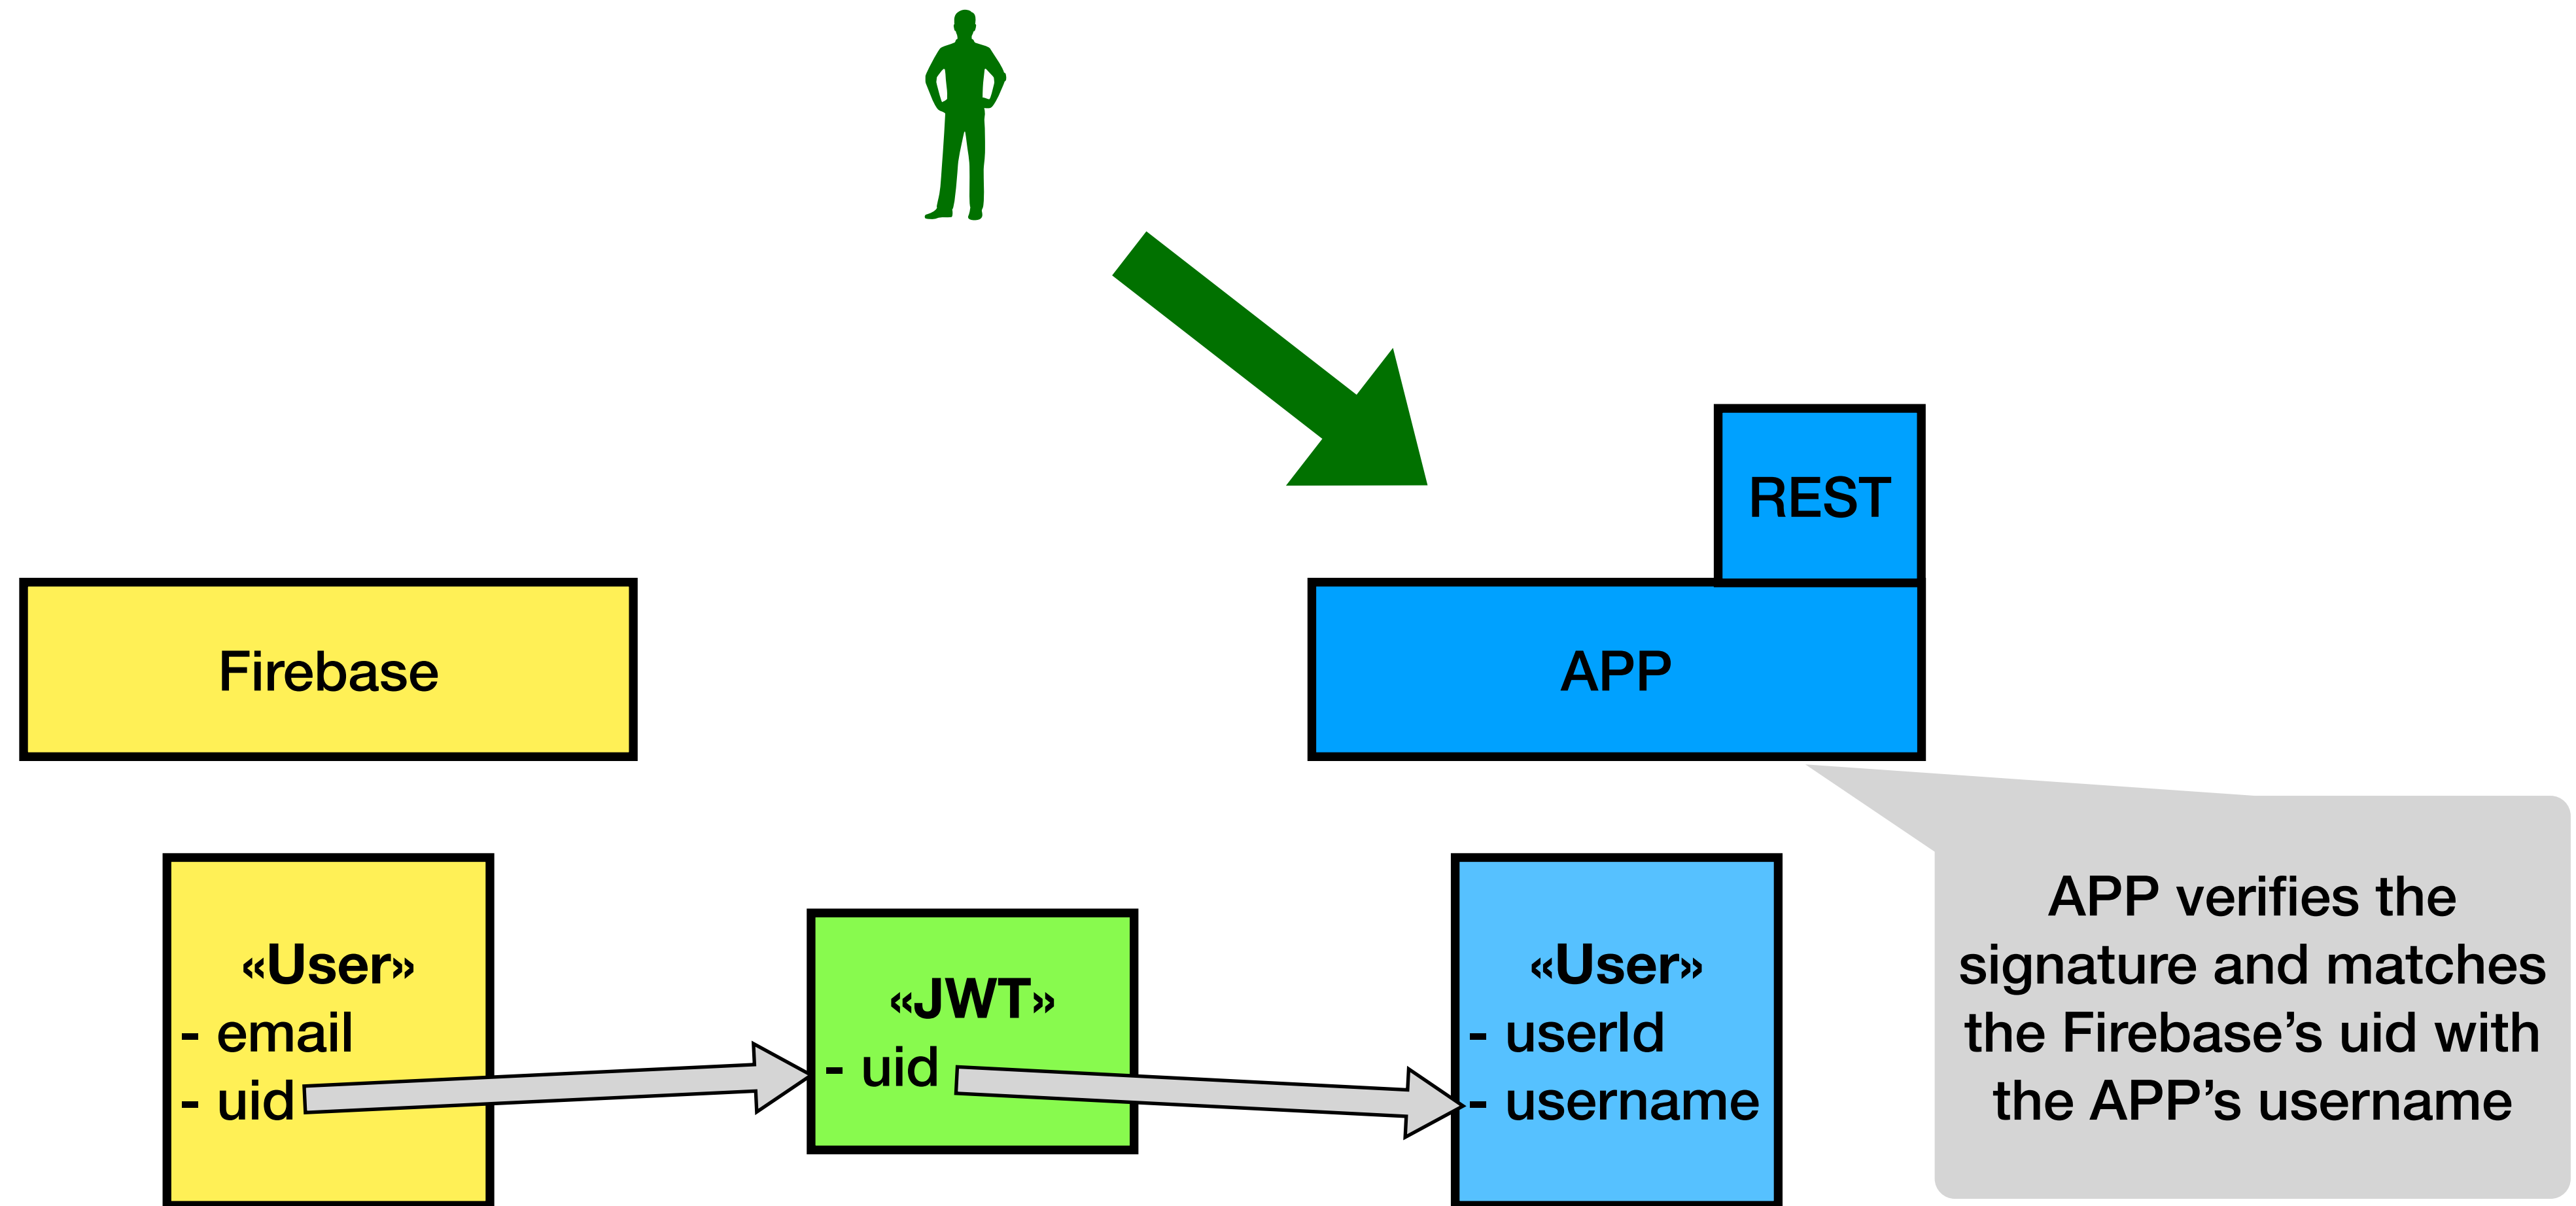 REST
Firebase
APP
«User»
- email
- uid
«JWT»
- uid
«User»
- userId
- username
APP verifies the
signature and matches
the Firebase’s uid with
the APP’s username